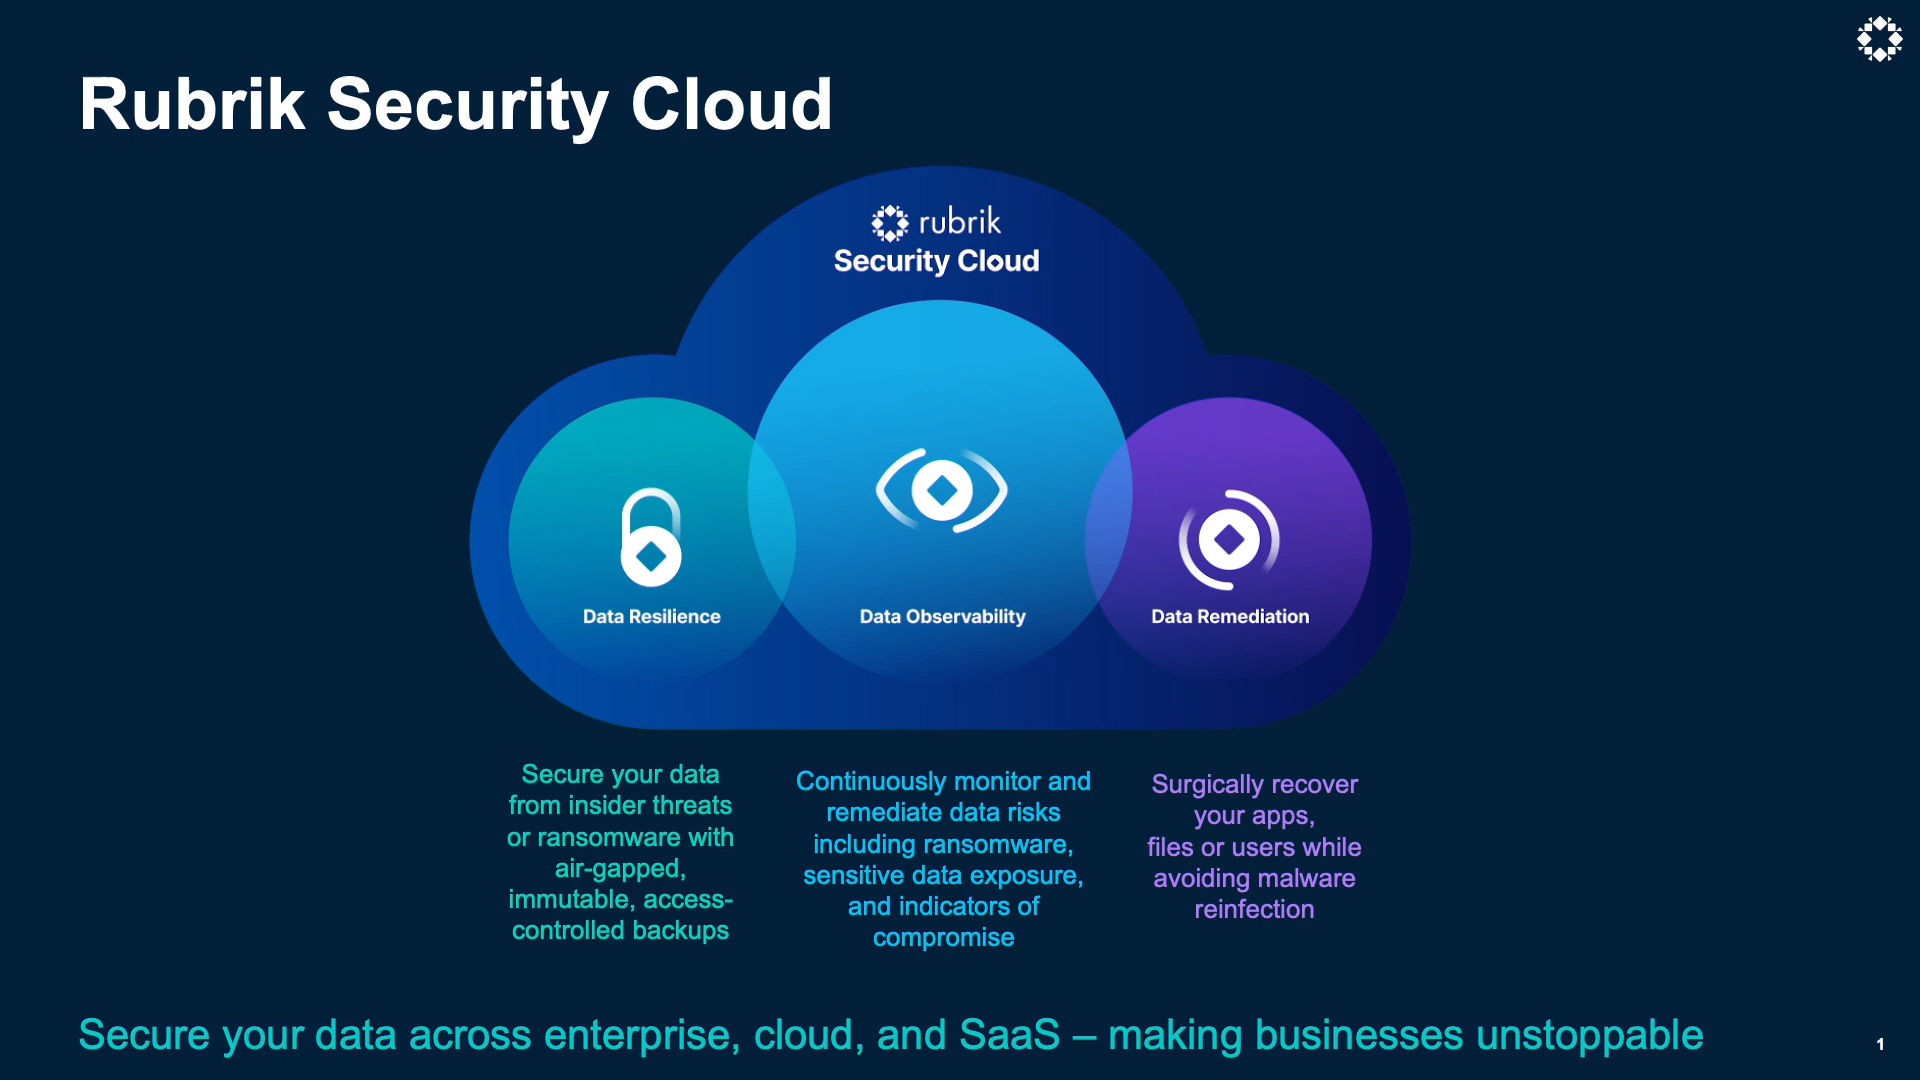 Rubrik Security Cloud
rubrik
Security Cloud
Data Resilience
Data Observability
Data Remediation
Secure your data
from insider threats
or ransomware with
air-gapped,
immutable, access-
controlled backups
Continuously monitor and
remediate data risks
including ransomware,
sensitive data exposure,
and indicators of
compromise
Surgically recover
your apps,
files or users while
avoiding malware
reinfection
Secure your data across enterprise, cloud, and SaaS – making businesses unstoppable
1